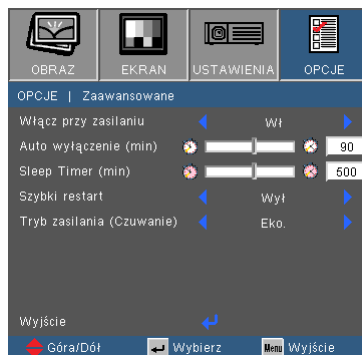 OBRAZ EKRAN USTAWIENIA OPCJE
OPCJE | Zaawansowane
Włącz przy zasilaniu Wł
Auto wyłączenie (min) 90
Sleep Timer (min) 500
Szybki restart Wył
Tryb zasilania (Czuwanie) Eko.
Wyjście
Góra/Dół Wybierz Menu Wyjście